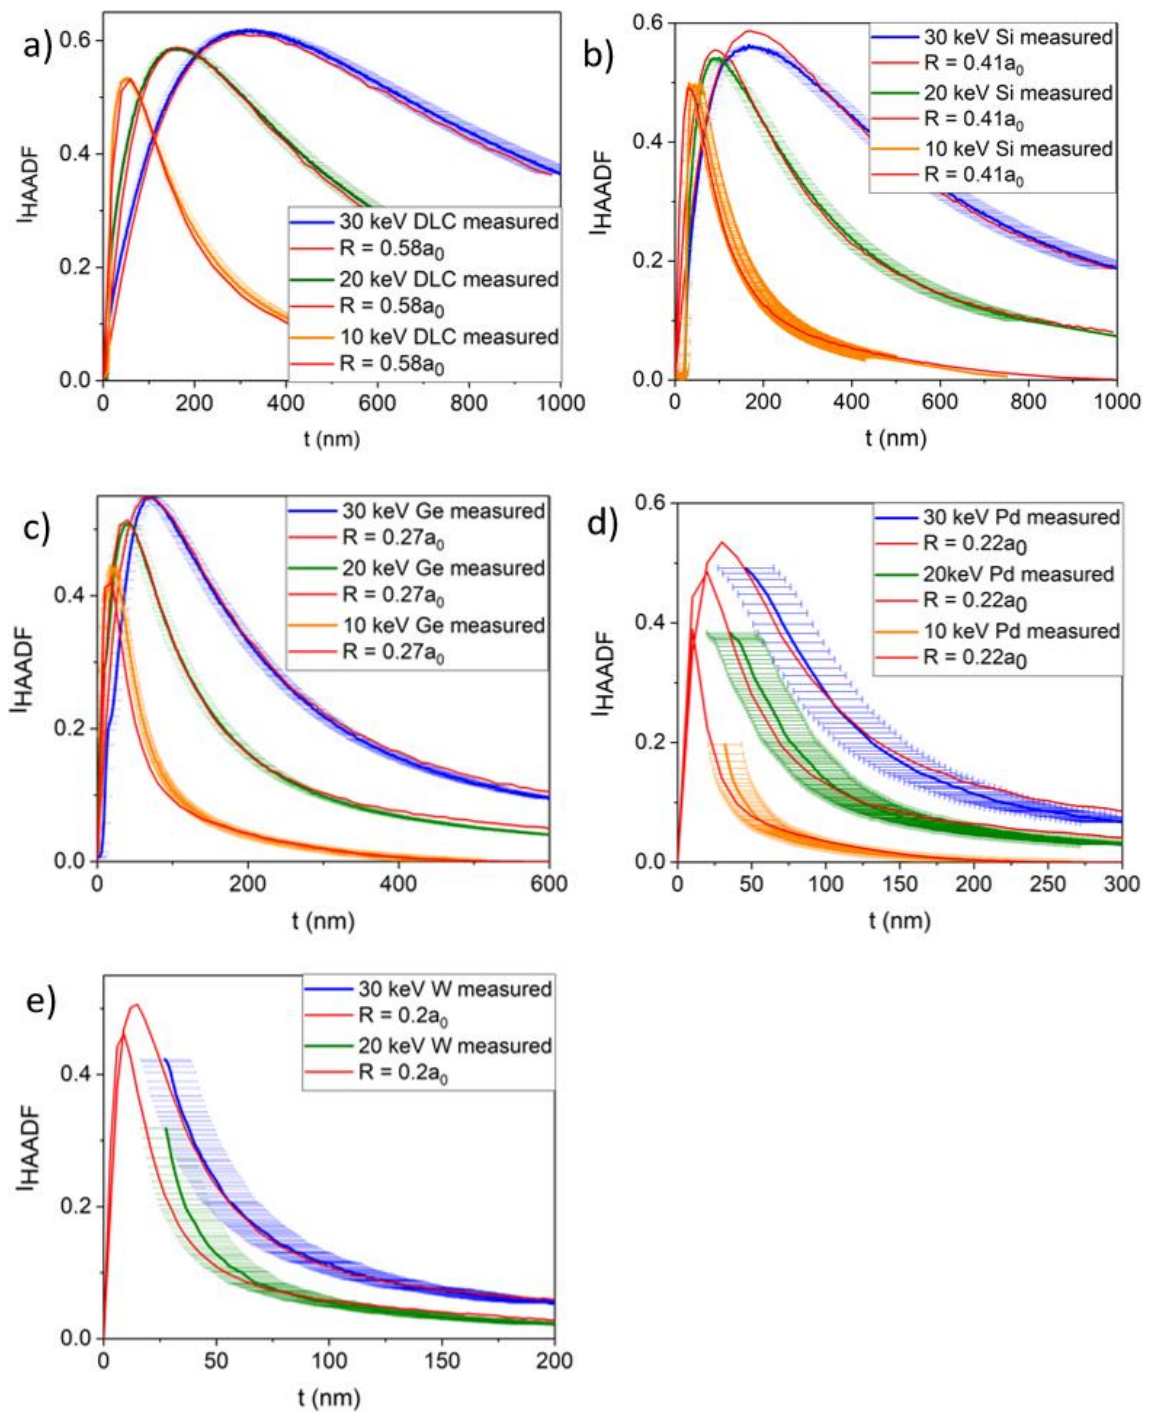 a)
0.6
0.4
0.2
0.0
I_HAADF
30 keV DLC measured
R = 0.58a₀
20 keV DLC measured
R = 0.58a₀
10 keV DLC measured
R = 0.58a₀
0 200 400 600 800 1000
t (nm)
b)
0.6
0.4
0.2
0.0
I_HAADF
30 keV Si measured
R = 0.41a₀
20 keV Si measured
R = 0.41a₀
10 keV Si measured
R = 0.41a₀
0 200 400 600 800 1000
t (nm)
c)
0.4
0.2
0.0
I_HAADF
30 keV Ge measured
R = 0.27a₀
20 keV Ge measured
R = 0.27a₀
10 keV Ge measured
R = 0.27a₀
0 200 400 600
t (nm)
d)
0.6
0.4
0.2
0.0
I_HAADF
30 keV Pd measured
R = 0.22a₀
20keV Pd measured
R = 0.22a₀
10 keV Pd measured
R = 0.22a₀
0 50 100 150 200 250 300
t (nm)
e)
0.4
0.2
0.0
I_HAADF
30 keV W measured
R = 0.2a₀
20 keV W measured
R = 0.2a₀
0 50 100 150 200
t (nm)